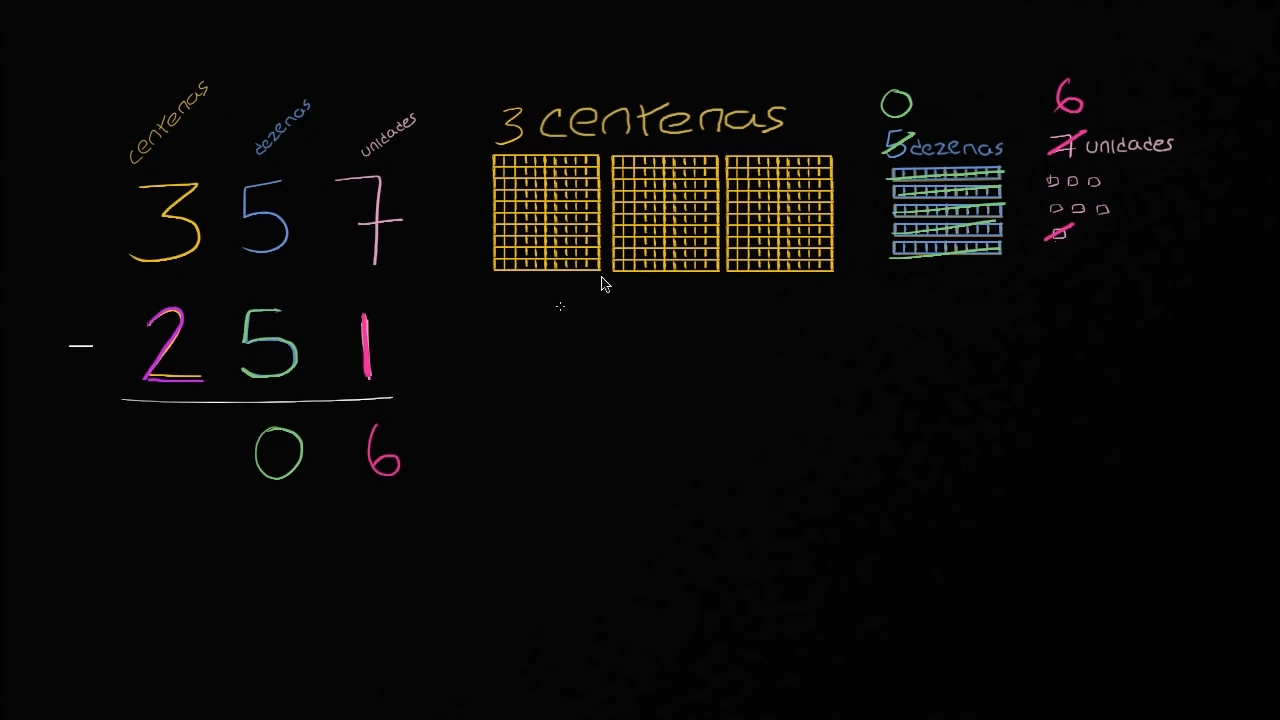 centenas dezenas unidades
3 5 7
- 2 5 1
0 6
3 centenas
0
5 dezenas
6
7 unidades